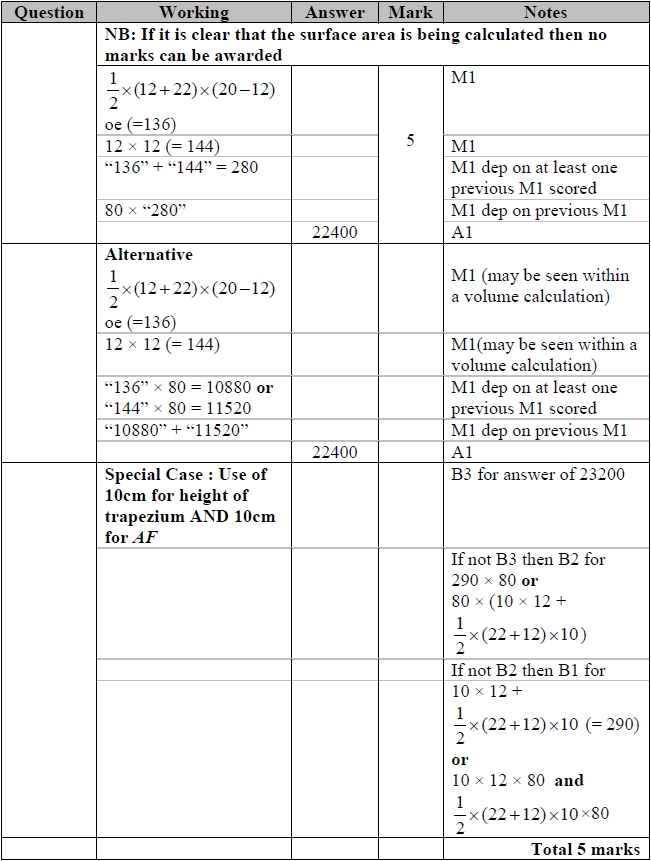 Question Working Answer Mark Notes
NB: If it is clear that the surface area is being calculated then no
marks can be awarded
1/2 × (12 + 22) × (20 − 12) M1
oe (=136)
5
12 × 12 (= 144) M1
“136” + “144” = 280 M1 dep on at least one
previous M1 scored
80 × “280” M1 dep on previous M1
22400 A1
Alternative
1/2 × (12 + 22) × (20 − 12) M1 (may be seen within
a volume calculation)
oe (=136)
12 × 12 (= 144) M1(may be seen within a
volume calculation)
“136” × 80 = 10880 or M1 dep on at least one
“144” × 80 = 11520 previous M1 scored
“10880” + “11520” M1 dep on previous M1
22400 A1
Special Case : Use of B3 for answer of 23200
10cm for height of
trapezium AND 10cm
for AF
If not B3 then B2 for
290 × 80 or
80 × (10 × 12 +
1/2 × (22 + 12) × 10 )
If not B2 then B1 for
10 × 12 +
1/2 × (22 + 12) × 10 (= 290)
or
10 × 12 × 80 and
1/2 × (22 + 12) × 10 × 80
Total 5 marks